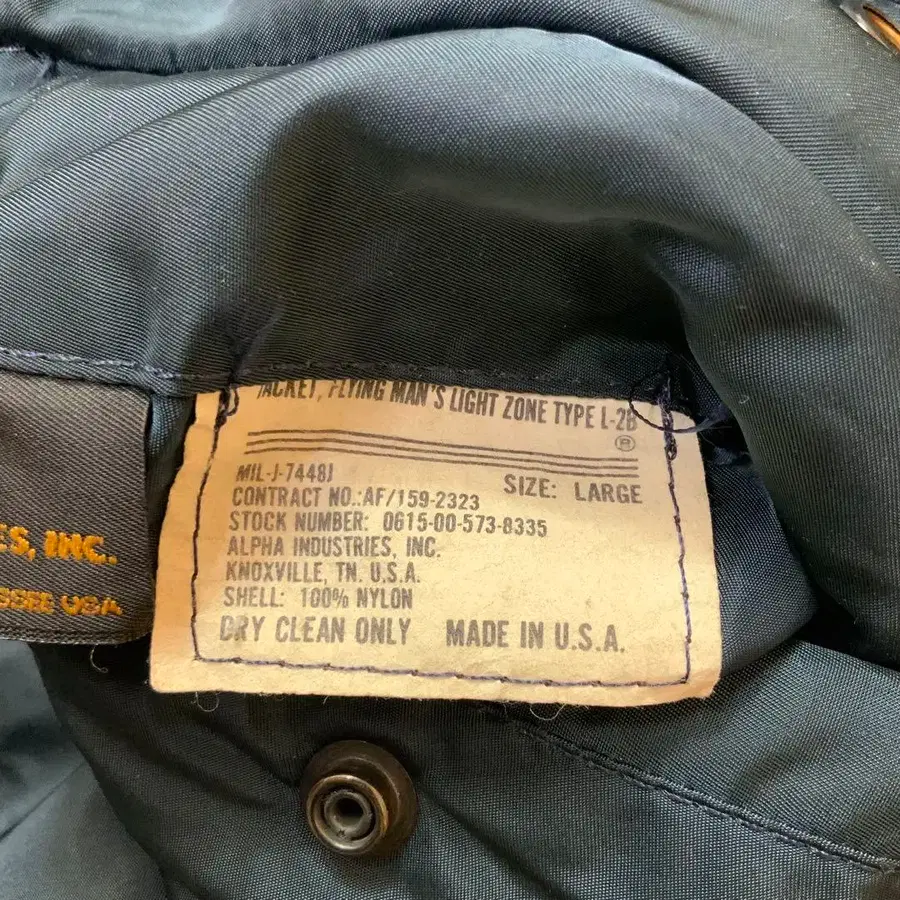 JACKET, FLYING MAN'S LIGHT ZONE TYPE L-2B
®
MIL-J-7448J
SIZE: LARGE
CONTRACT NO.:AF/159-2323
STOCK NUMBER: 0615-00-573-8335
ALPHA INDUSTRIES, INC.
KNOXVILLE, TN. U.S.A.
SHELL: 100% NYLON
DRY CLEAN ONLY MADE IN U.S.A.
ES, INC.
SSEE USA